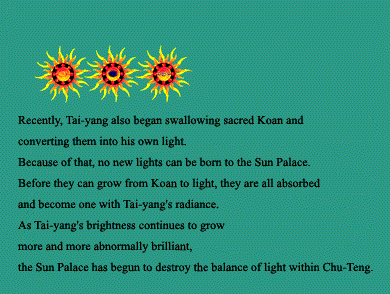 Recently, Tai-yang also began swallowing sacred Koan and
converting them into his own light.
Because of that, no new lights can be born to the Sun Palace.
Before they can grow from Koan to light, they are all absorbed
and become one with Tai-yang's radiance.
As Tai-yang's brightness continues to grow
more and more abnormally brilliant,
the Sun Palace has begun to destroy the balance of light within Chu-Teng.